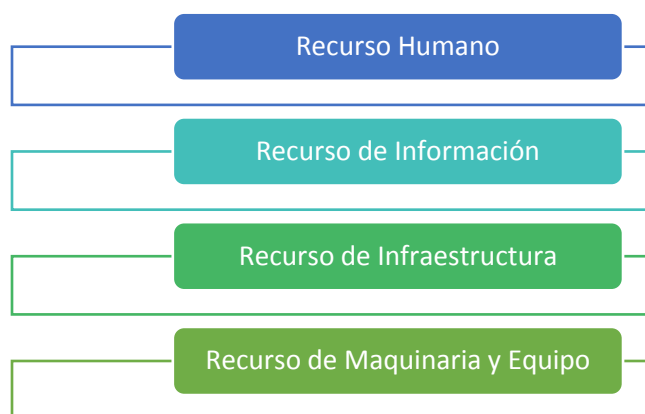 Recurso Humano
Recurso de Información
Recurso de Infraestructura
Recurso de Maquinaria y Equipo